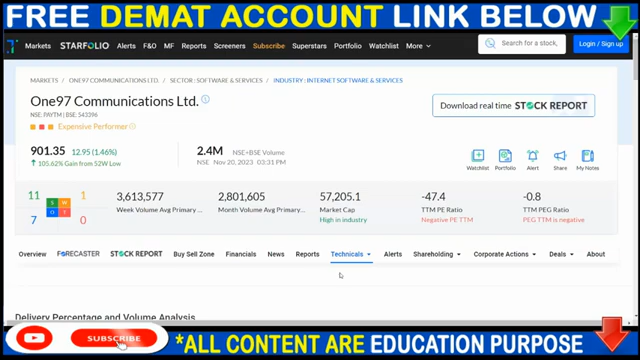 FREE DEMAT ACCOUNT LINK BELOW
Markets STARFOLIO Alerts F&O MF Reports Screeners Subscribe Superstars Portfolio Watchlist More Search for a stock, Login / Sign up
MARKETS / ONE97 COMMUNICATIONS LTD. / SECTOR : SOFTWARE & SERVICES / INDUSTRY : INTERNET SOFTWARE & SERVICES
One97 Communications Ltd.
NSE: PAYTM | BSE: 543396
Expensive Performer
Download real time STOCK REPORT
901.35 12.95 (1.46%)
105.62% Gain from 52W Low
2.4M NSE+BSE Volume
NSE Nov 20, 2023 03:31 PM
Watchlist Portfolio Alert Share My Notes
11 S W 1
7 O T 0
3,613,577 2,801,605 57,205.1 -47.4 -0.8
Week Volume Avg Primary ... Month Volume Avg Primary... Market Cap TTM PE Ratio TTM PEG Ratio
High in industry Negative PE TTM PEG TTM is negative
Overview FORECASTER STOCK REPORT Buy Sell Zone Financials News Reports Technicals Alerts Shareholding Corporate Actions Deals About
Delivery Percentage and Volume Analysis
SUBSCRIBE *ALL CONTENT ARE EDUCATION PURPOSE